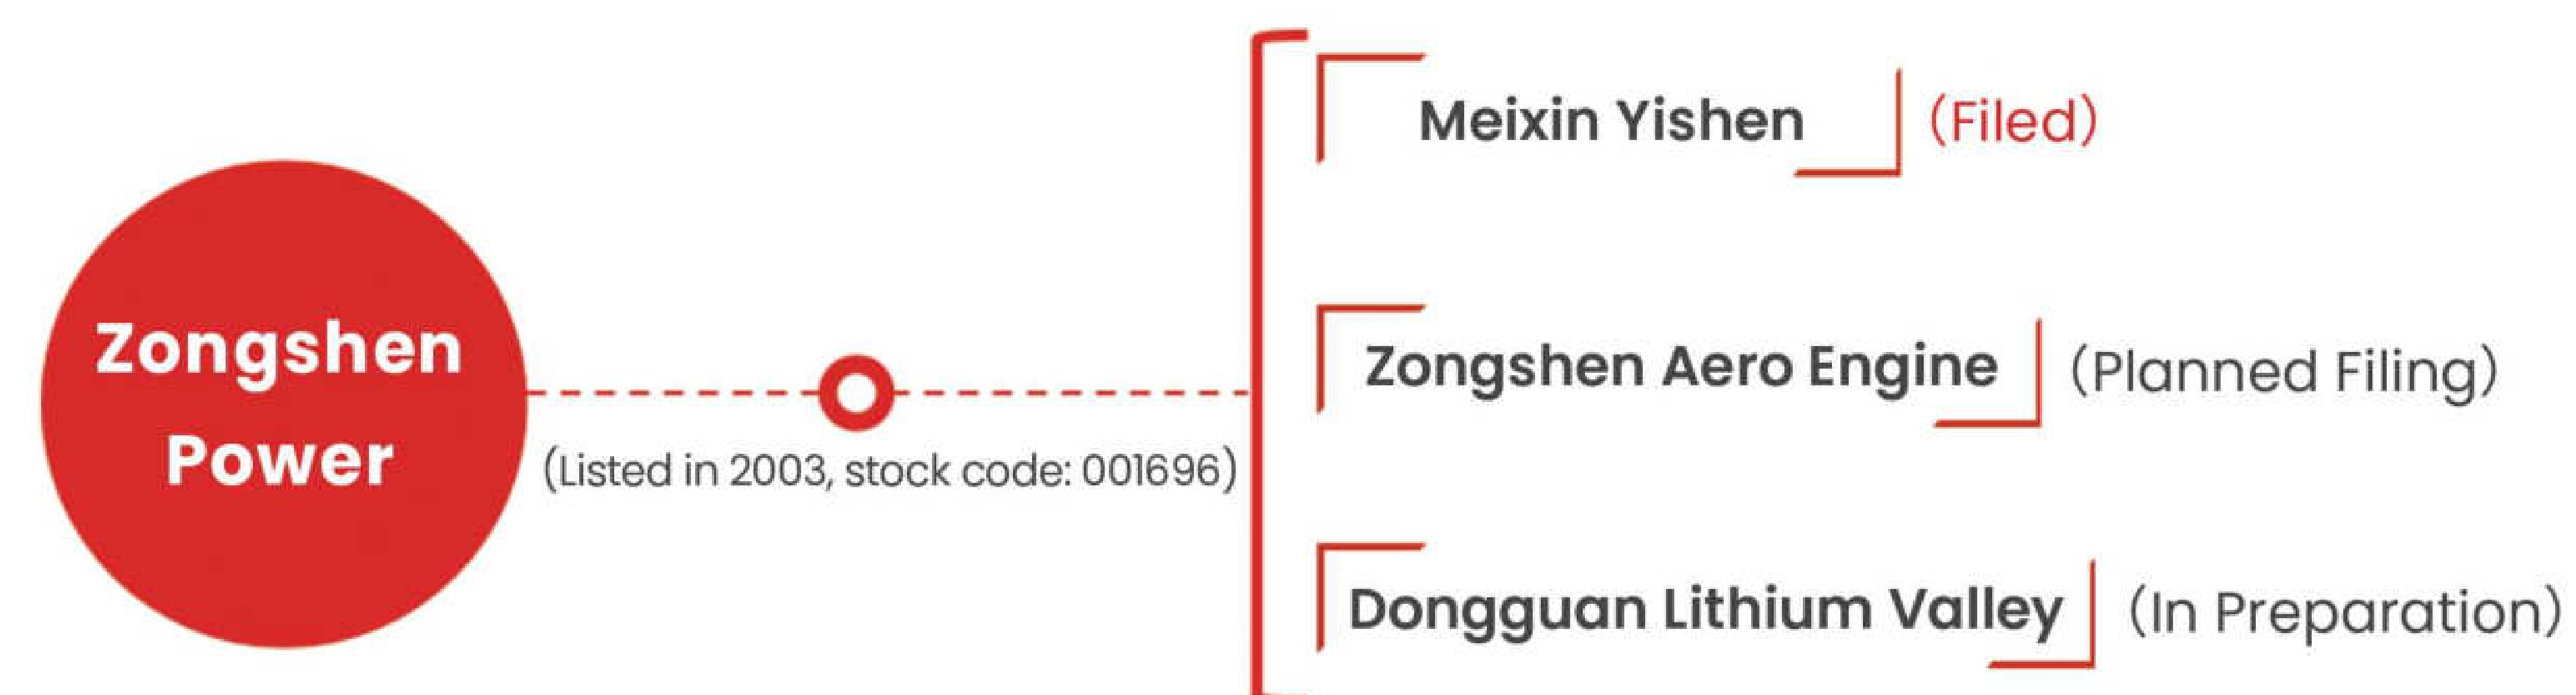 Zongshen
Power
(Listed in 2003, stock code: 001696)
Meixin Yishen (Filed)
Zongshen Aero Engine (Planned Filing)
Dongguan Lithium Valley (In Preparation)